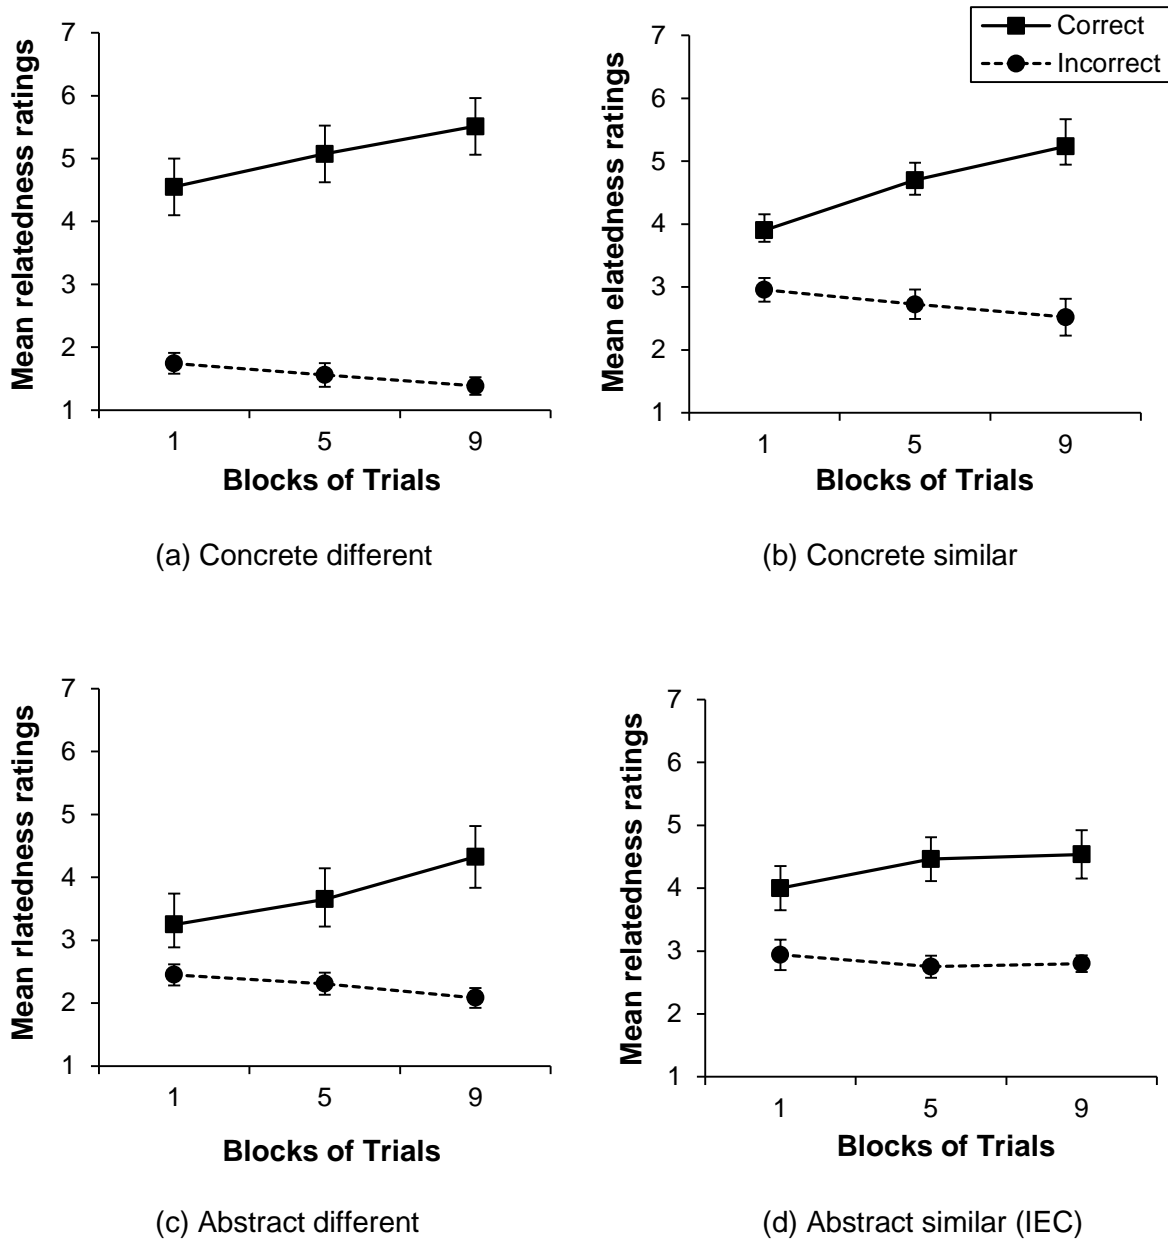 Correct
Incorrect
Mean relatedness ratings
7
6
5
4
3
2
1
1 5 9
Blocks of Trials
(a) Concrete different
Mean elatedness ratings
7
6
5
4
3
2
1
1 5 9
Blocks of Trials
(b) Concrete similar
Mean rlatedness ratings
7
6
5
4
3
2
1
1 5 9
Blocks of Trials
(c) Abstract different
Mean relatedness ratings
7
6
5
4
3
2
1
1 5 9
Blocks of Trials
(d) Abstract similar (IEC)